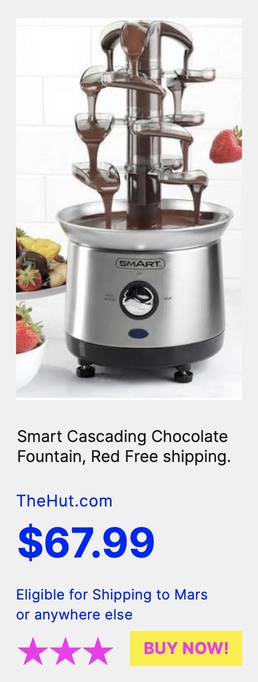 SMART
Smart Cascading Chocolate
Fountain, Red Free shipping.
TheHut.com
$67.99
Eligible for Shipping to Mars
or anywhere else
BUY NOW!